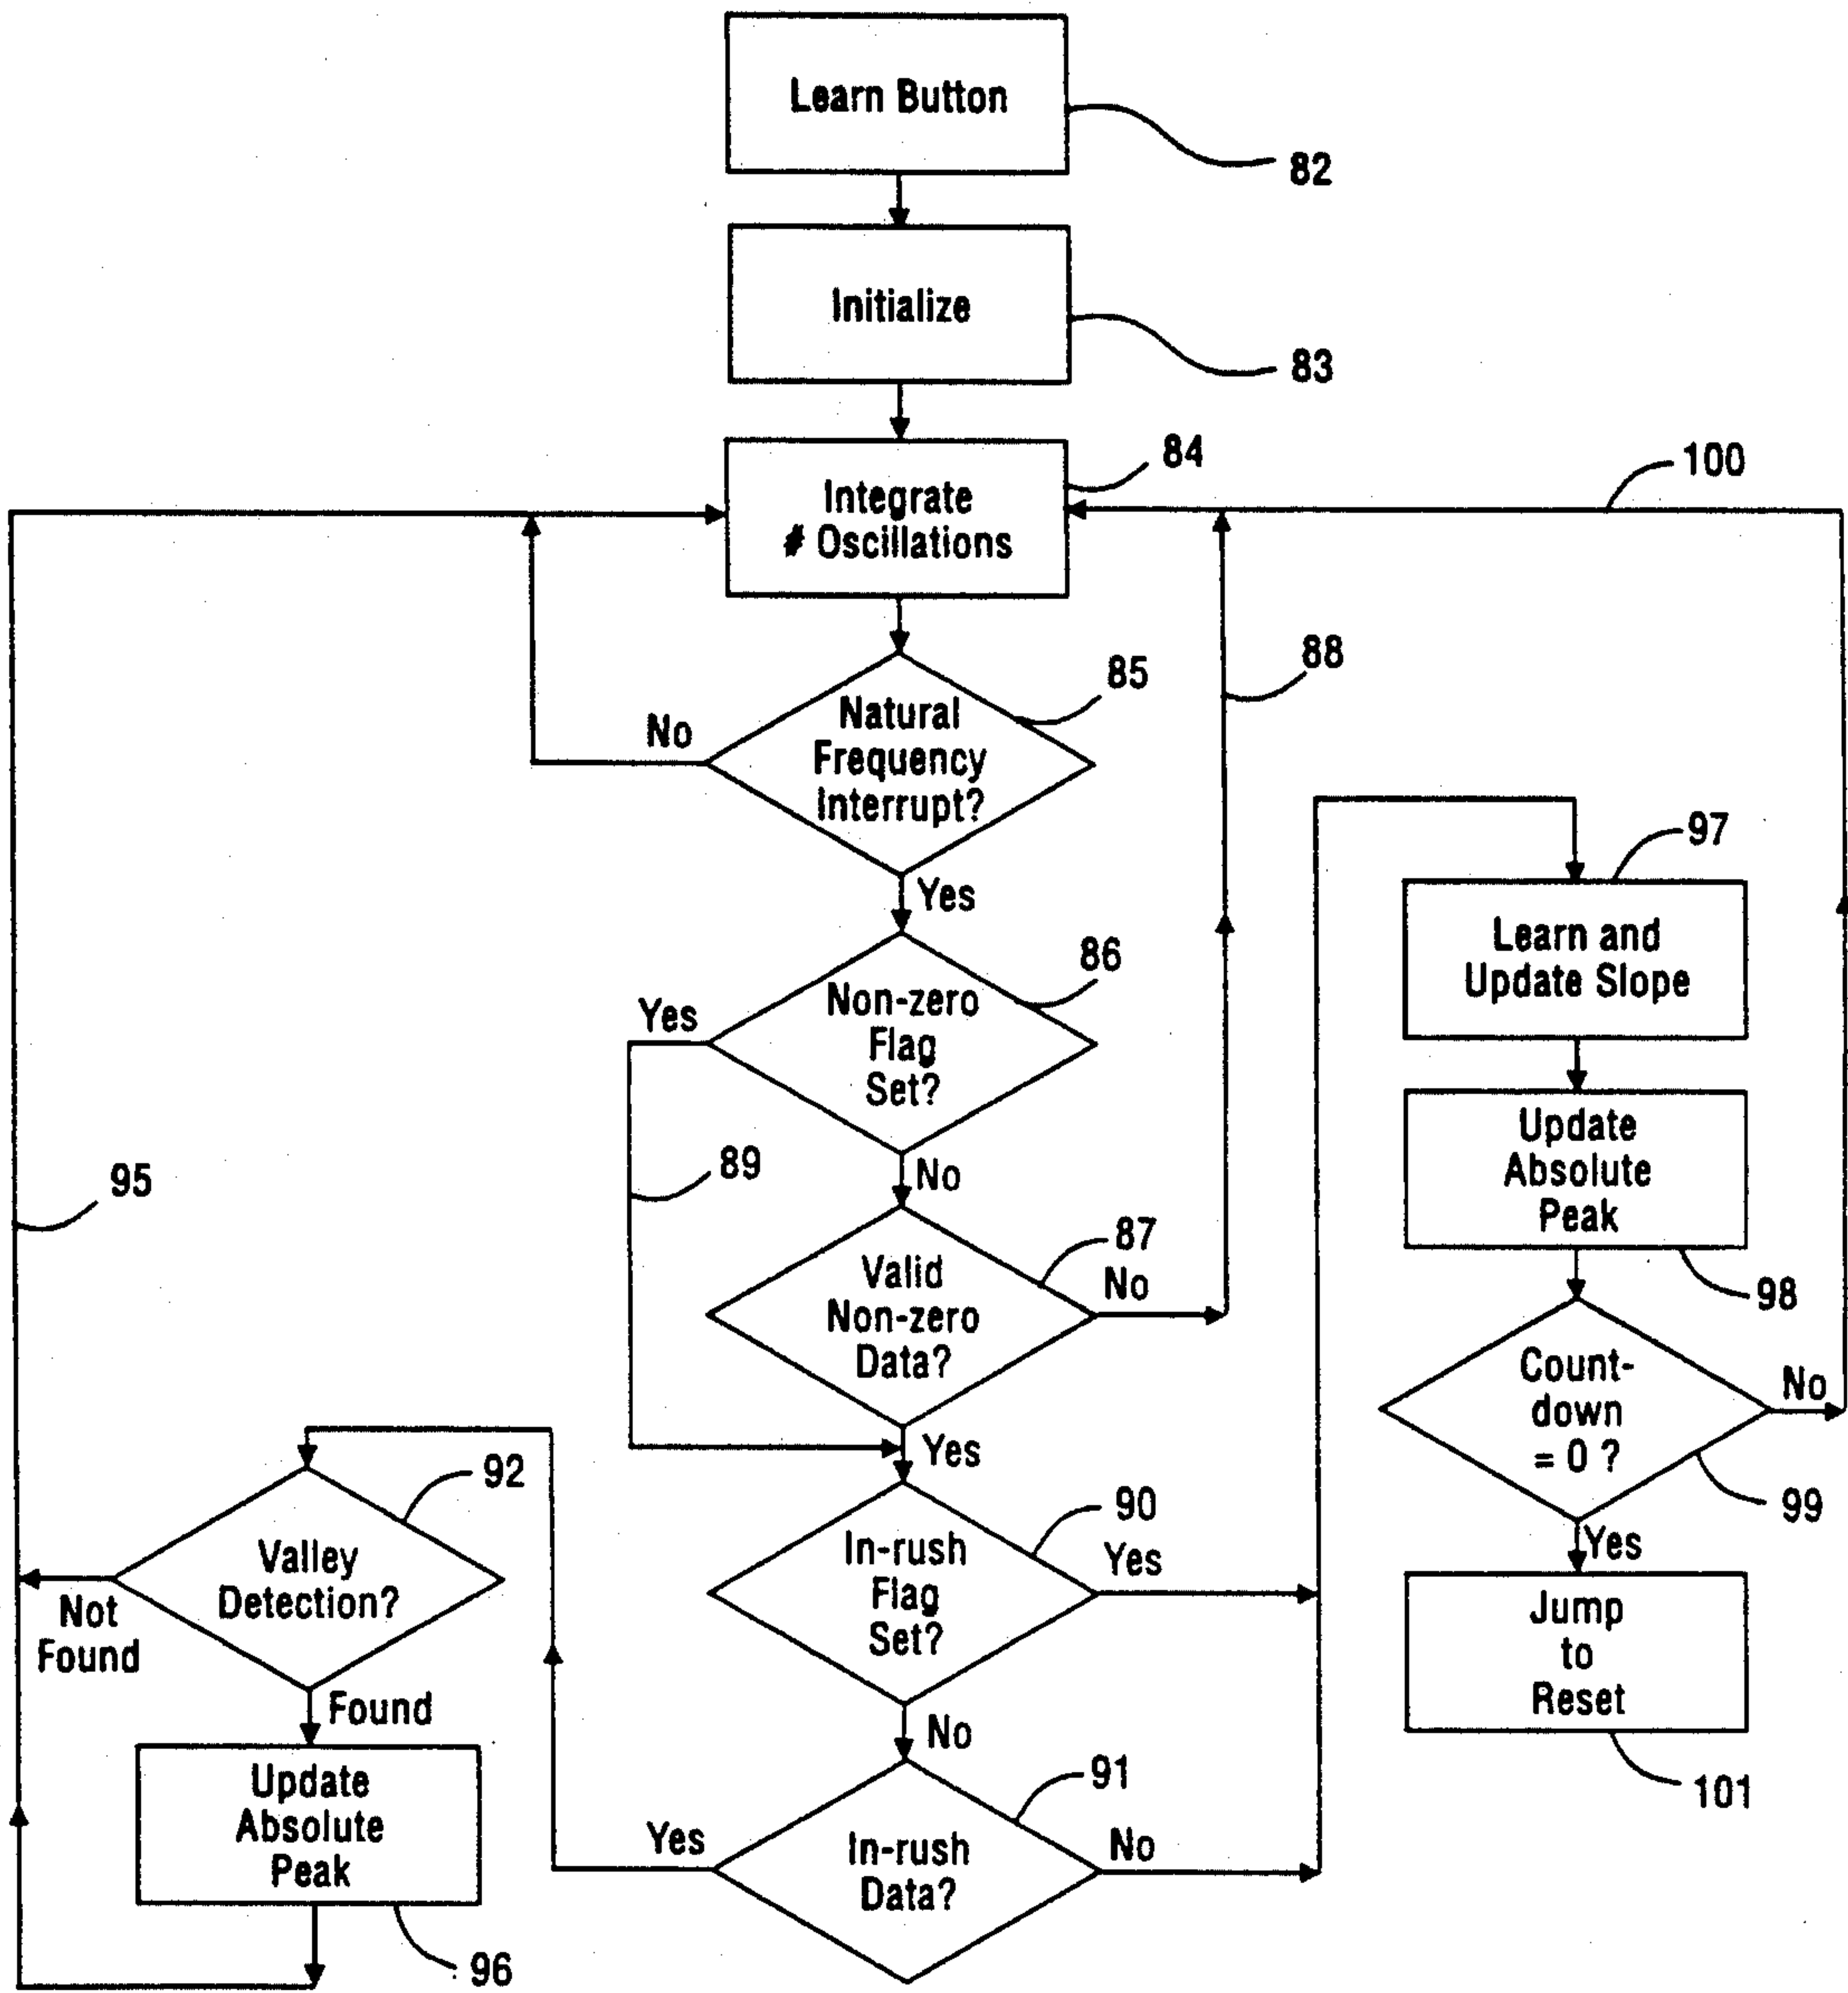 Learn Button
82
Initialize
83
Integrate
# Oscillations
84
100
Natural
Frequency
Interrupt?
85
No
Yes
88
Non-zero
Flag
Set?
86
Yes
No
89
Valid
Non-zero
Data?
87
No
Yes
In-rush
Flag
Set?
90
Yes
No
In-rush
Data?
91
Yes
No
Valley
Detection?
92
Not
Found
Found
95
Update
Absolute
Peak
96
97
Learn and
Update Slope
Update
Absolute
Peak
98
Count-
down
= 0 ?
No
99
Yes
Jump
to
Reset
101